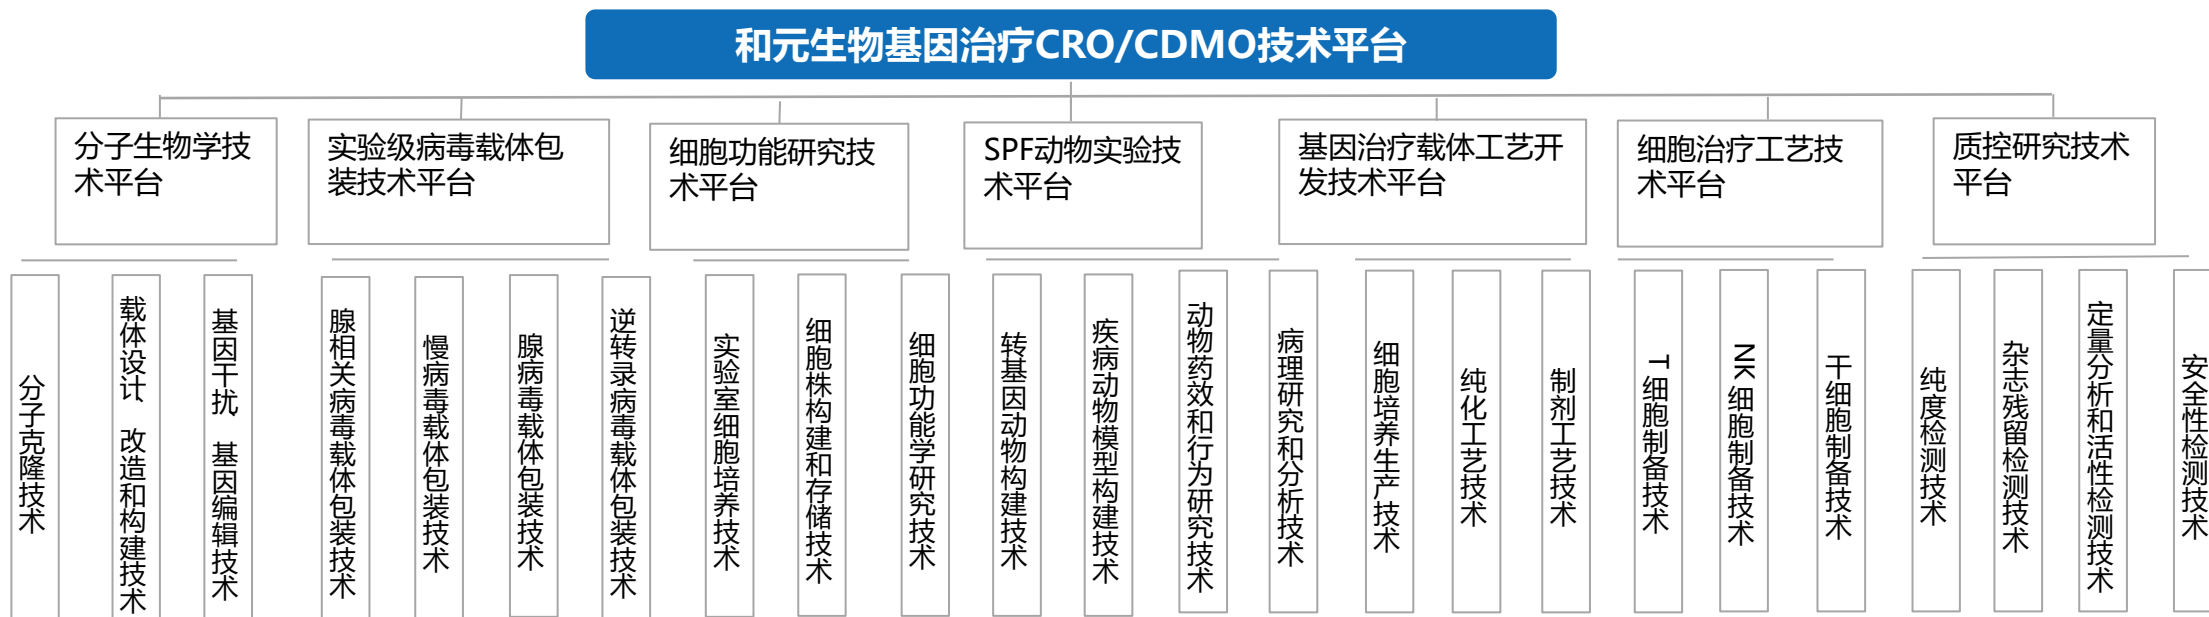 和元生物基因治疗CRO/CDMO技术平台
分子生物学技
术平台
实验级病毒载体包
装技术平台
细胞功能研究技
术平台
SPF动物实验技
术平台
基因治疗载体工艺开
发技术平台
细胞治疗工艺技
术平台
质控研究技术
平台
分子克隆技术
载体设计、改造和构建技术
基因干扰、基因编辑技术
腺相关病毒载体包装技术
慢病毒载体包装技术
腺病毒载体包装技术
逆转录病毒载体包装技术
实验室细胞培养技术
细胞株构建和存储技术
细胞功能学研究技术
转基因动物构建技术
疾病动物模型构建技术
动物药效和行为研究技术
病理研究和分析技术
细胞培养生产技术
纯化工艺技术
制剂工艺技术
T细胞制备技术
NK细胞制备技术
干细胞制备技术
纯度检测技术
杂志残留检测技术
定量分析和活性检测技术
安全性检测技术